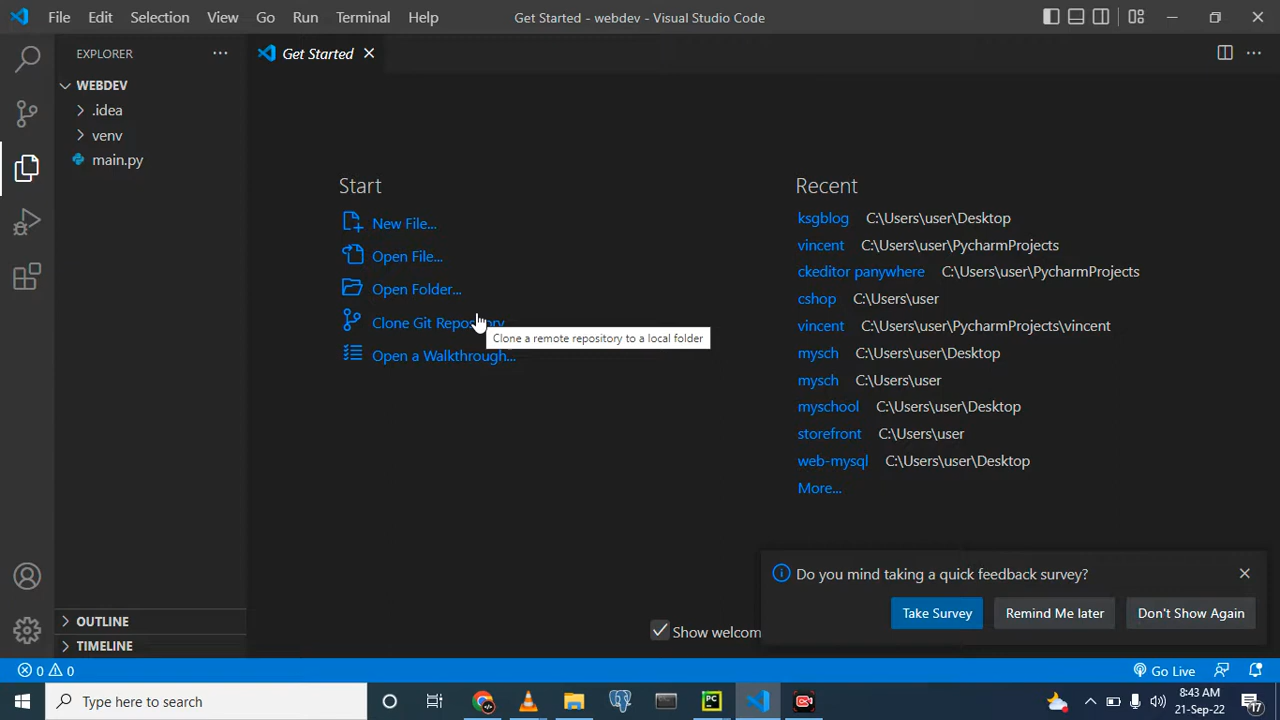 File Edit Selection View Go Run Terminal Help
Get Started - webdev - Visual Studio Code
EXPLORER
Get Started
WEBDEV
.idea
venv
main.py
Start
New File...
Open File...
Open Folder...
Clone Git Repository
Clone a remote repository to a local folder
Open a Walkthrough...
Recent
ksgblog C:\Users\user\Desktop
vincent C:\Users\user\PycharmProjects
ckeditor panywhere C:\Users\user\PycharmProjects
cshop C:\Users\user
vincent C:\Users\user\PycharmProjects\vincent
mysch C:\Users\user\Desktop
mysch C:\Users\user
myschool C:\Users\user\Desktop
storefront C:\Users\user
web-mysql C:\Users\user\Desktop
More...
Do you mind taking a quick feedback survey?
Take Survey Remind Me later Don't Show Again
Show welcom
OUTLINE
TIMELINE
0 0
Go Live
Type here to search
PC
8:43 AM
21-Sep-22
17